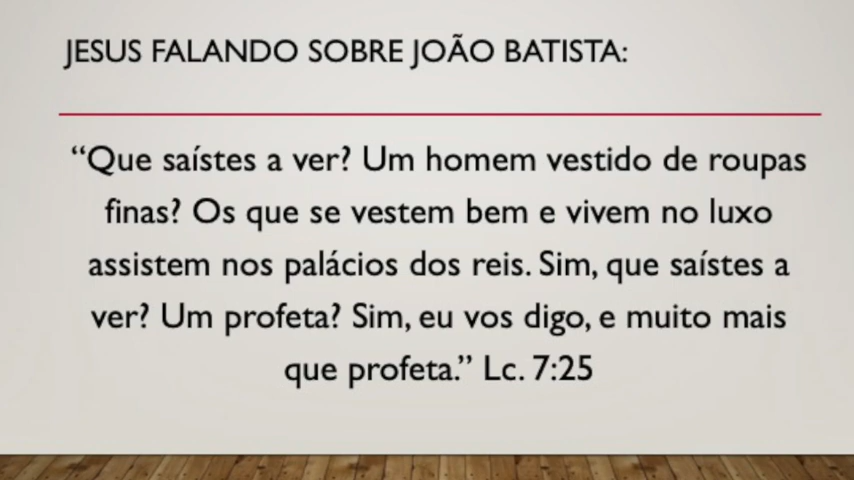 JESUS FALANDO SOBRE JOÃO BATISTA:
“Que saístes a ver? Um homem vestido de roupas
finas? Os que se vestem bem e vivem no luxo
assistem nos palácios dos reis. Sim, que saístes a
ver? Um profeta? Sim, eu vos digo, e muito mais
que profeta.” Lc. 7:25